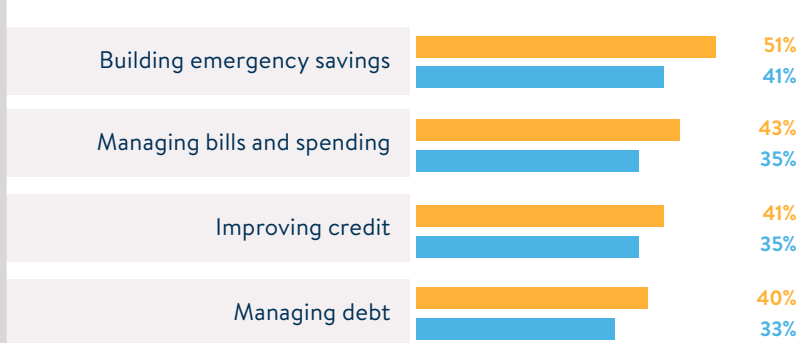 Building emergency savings
51%
41%
Managing bills and spending
43%
35%
Improving credit
41%
35%
Managing debt
40%
33%